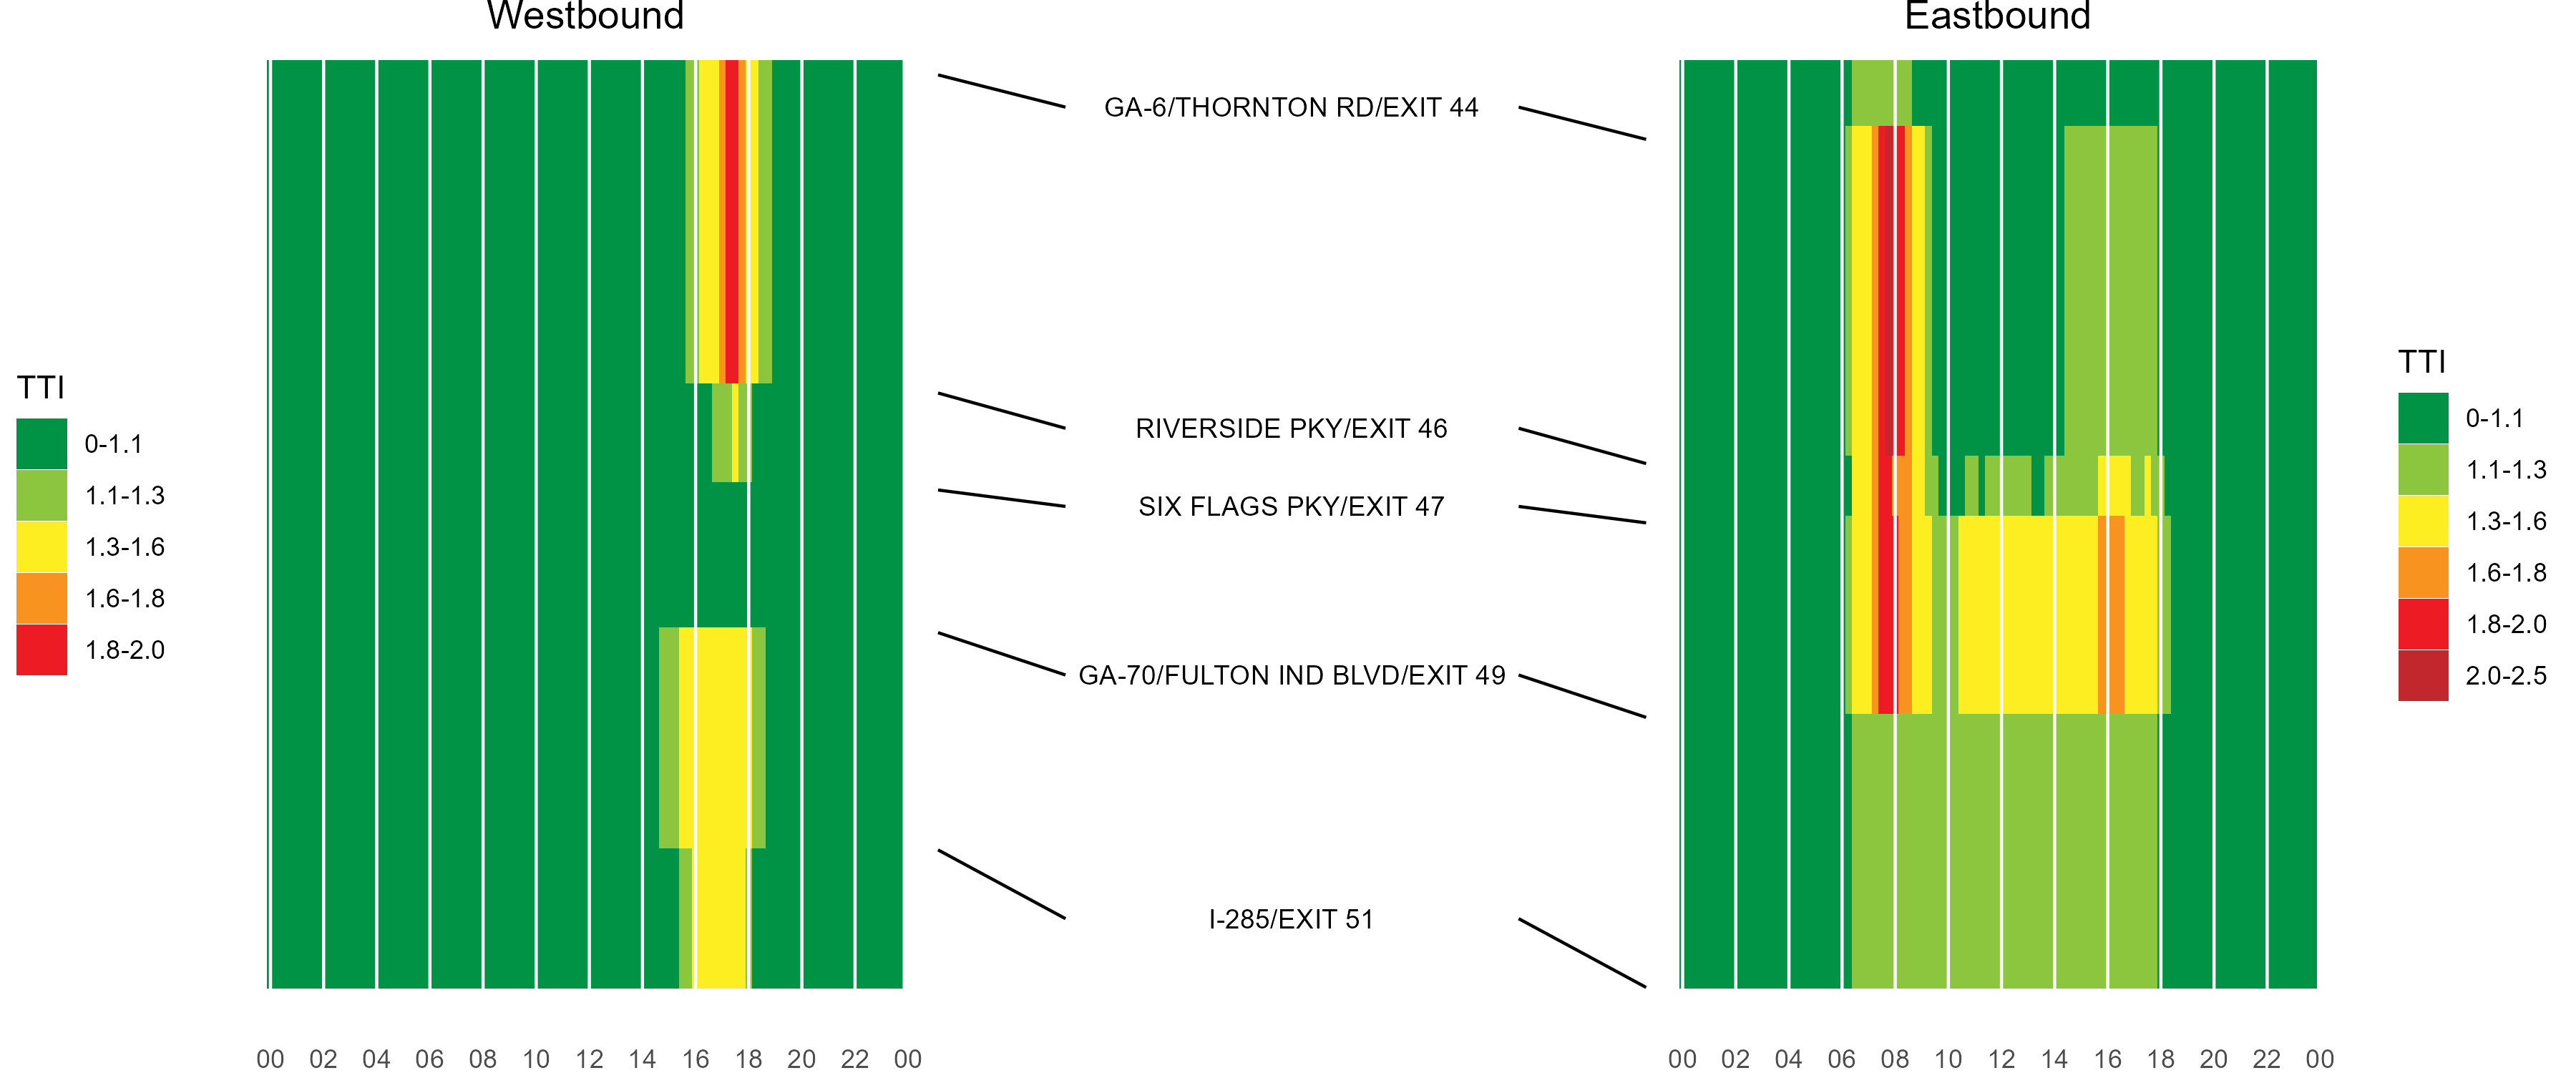 Westbound
Eastbound
TTI
0-1.1
1.1-1.3
1.3-1.6
1.6-1.8
1.8-2.0
GA-6/THORNTON RD/EXIT 44
RIVERSIDE PKY/EXIT 46
SIX FLAGS PKY/EXIT 47
GA-70/FULTON IND BLVD/EXIT 49
I-285/EXIT 51
TTI
0-1.1
1.1-1.3
1.3-1.6
1.6-1.8
1.8-2.0
2.0-2.5
00 02 04 06 08 10 12 14 16 18 20 22 00
00 02 04 06 08 10 12 14 16 18 20 22 00